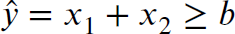 ŷ = x₁ + x₂ ≥ b